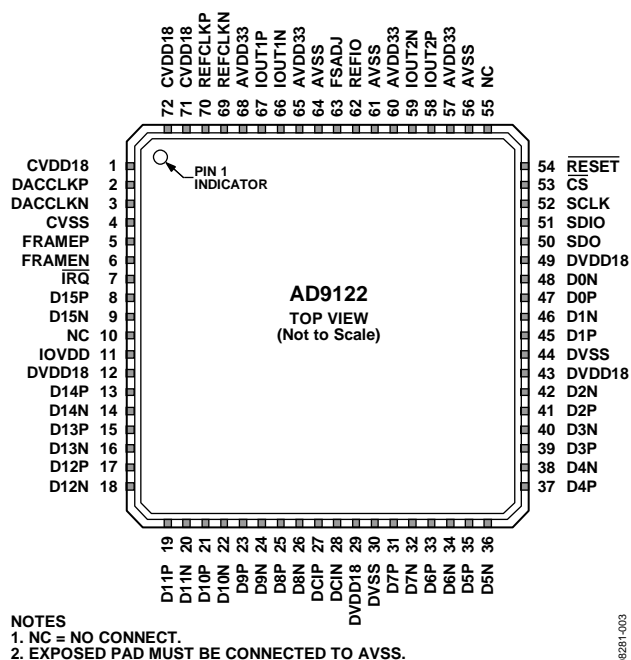 72 CVDD18
71 CVDD18
70 REFCLKP
69 REFCLKN
68 AVDD33
67 IOUT1P
66 IOUT1N
65 AVDD33
64 AVSS
63 FSADJ
62 REFIO
61 AVSS
60 AVDD33
59 IOUT2N
58 IOUT2P
57 AVDD33
56 AVSS
55 NC
CVDD18 1
DACCLKP 2
DACCLKN 3
CVSS 4
FRAMEP 5
FRAMEN 6
IRQ 7
D15P 8
D15N 9
NC 10
IOVDD 11
DVDD18 12
D14P 13
D14N 14
D13P 15
D13N 16
D12P 17
D12N 18
PIN 1
INDICATOR
AD9122
TOP VIEW
(Not to Scale)
54 RESET
53 CS
52 SCLK
51 SDIO
50 SDO
49 DVDD18
48 D0N
47 D0P
46 D1N
45 D1P
44 DVSS
43 DVDD18
42 D2N
41 D2P
40 D3N
39 D3P
38 D4N
37 D4P
D11P 19
D11N 20
D10P 21
D10N 22
D9P 23
D9N 24
D8P 25
D8N 26
DCIP 27
DCIN 28
DVDD18 29
DVSS 30
D7P 31
D7N 32
D6P 33
D6N 34
D5P 35
D5N 36
NOTES
1. NC = NO CONNECT.
2. EXPOSED PAD MUST BE CONNECTED TO AVSS.
8281-003